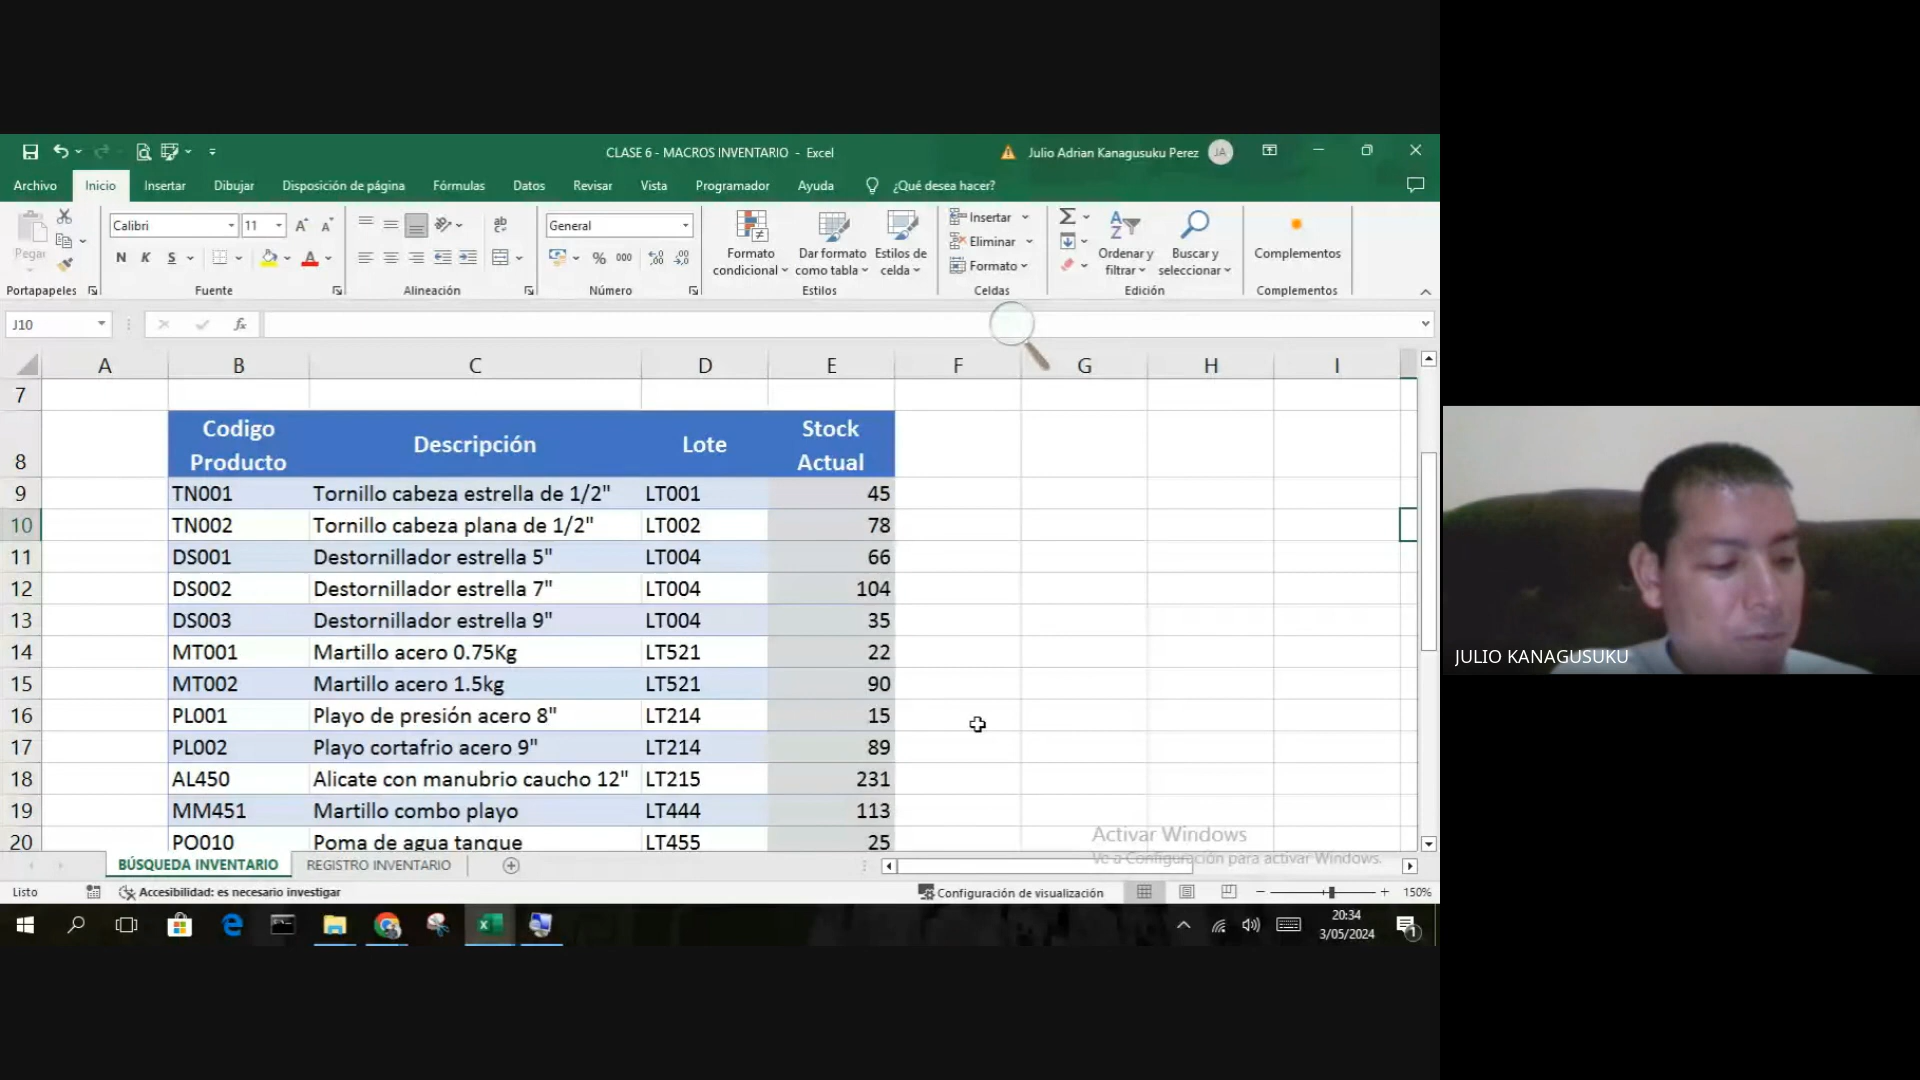 CLASE 6 - MACROS INVENTARIO - Excel
Julio Adrian Kanagusuku Perez
JA
Archivo Inicio Insertar Dibujar Disposición de página Fórmulas Datos Revisar Vista Programador Ayuda ¿Qué desea hacer?
Pegar
Portapapeles
Calibri 11
N K S
Fuente
Alineación
General
% 000
Número
Formato condicional
Dar formato como tabla
Estilos de celda
Estilos
Insertar
Eliminar
Formato
Celdas
Ordenar y filtrar
Buscar y seleccionar
Edición
Complementos
Complementos
J10 fx
A B C D E F G H I
7
8 Codigo Producto Descripción Lote Stock Actual
9 TN001 Tornillo cabeza estrella de 1/2" LT001 45
10 TN002 Tornillo cabeza plana de 1/2" LT002 78
11 DS001 Destornillador estrella 5" LT004 66
12 DS002 Destornillador estrella 7" LT004 104
13 DS003 Destornillador estrella 9" LT004 35
14 MT001 Martillo acero 0.75Kg LT521 22
15 MT002 Martillo acero 1.5kg LT521 90
16 PL001 Playo de presión acero 8" LT214 15
17 PL002 Playo cortafrio acero 9" LT214 89
18 AL450 Alicate con manubrio caucho 12" LT215 231
19 MM451 Martillo combo playo LT444 113
20 PO010 Poma de agua tanque LT455 25
Activar Windows
Ve a Configuración para activar Windows.
BÚSQUEDA INVENTARIO REGISTRO INVENTARIO
Listo Accesibilidad: es necesario investigar Configuración de visualización 150%
20:34
3/05/2024
1
JULIO KANAGUSUKU